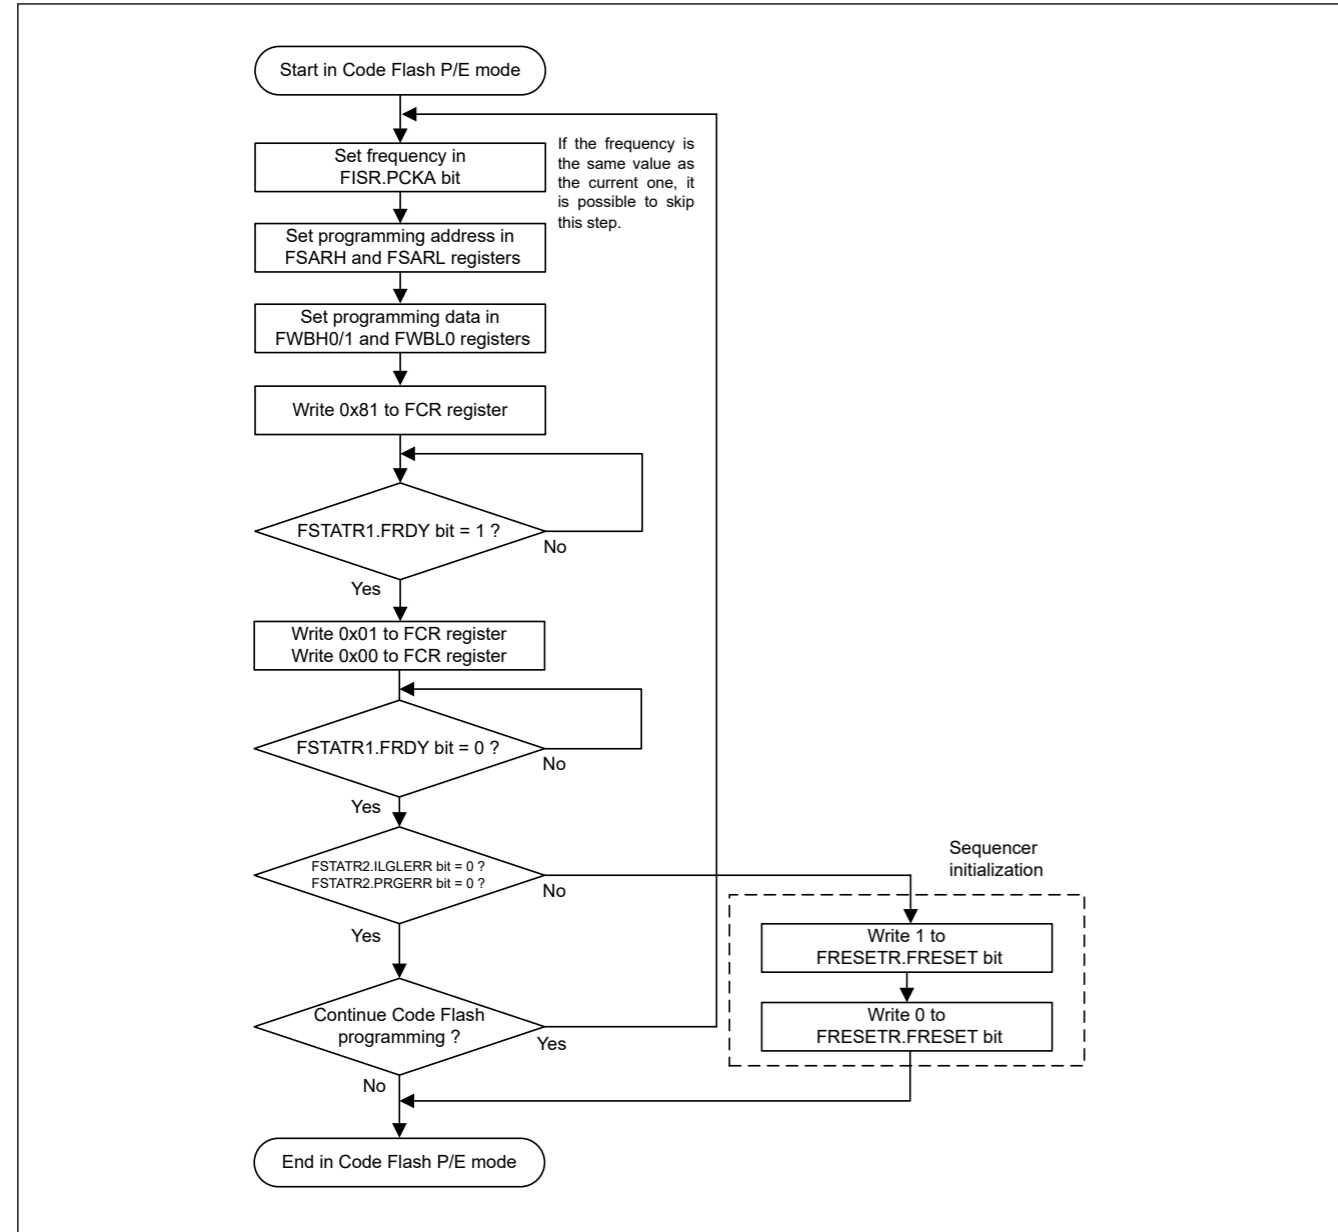 Start in Code Flash P/E mode
If the frequency is
the same value as
the current one, it
is possible to skip
this step.
Set frequency in
FISR.PCKA bit
Set programming address in
FSARH and FSARL registers
Set programming data in
FWBH0/1 and FWBL0 registers
Write 0x81 to FCR register
FSTATR1.FRDY bit = 1 ?
No
Yes
Write 0x01 to FCR register
Write 0x00 to FCR register
FSTATR1.FRDY bit = 0 ?
No
Yes
FSTATR2.ILGLERR bit = 0 ?
FSTATR2.PRGERR bit = 0 ?
No
Yes
Sequencer
initialization
Write 1 to
FRESETR.FRESET bit
Write 0 to
FRESETR.FRESET bit
Continue Code Flash
programming ?
Yes
No
End in Code Flash P/E mode